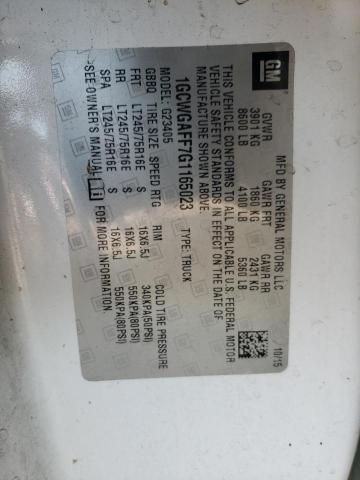 GM
MFD BY GENERAL MOTORS LLC 10/15
GVWR GAWR FRT GAWR RR
3901 KG 1860 KG 2431 KG
8600 LB 4100 LB 5360 LB
THIS VEHICLE CONFORMS TO ALL APPLICABLE U.S. FEDERAL MOTOR
VEHICLE SAFETY STANDARDS IN EFFECT ON THE DATE OF
MANUFACTURE SHOWN ABOVE.
1GCWGAFF7G1165023 TYPE: TRUCK
MODEL: G23405
GBBQ TIRE SIZE SPEED RTG RIM COLD TIRE PRESSURE
FRT LT245/75R16E S 16X6.5J 340KPA(50PSI)
RR LT245/75R16E S 16X6.5J 550KPA(80PSI)
SPA LT245/75R16E S 16X6.5J 550KPA(80PSI)
SEE OWNER'S MANUAL FOR MORE INFORMATION